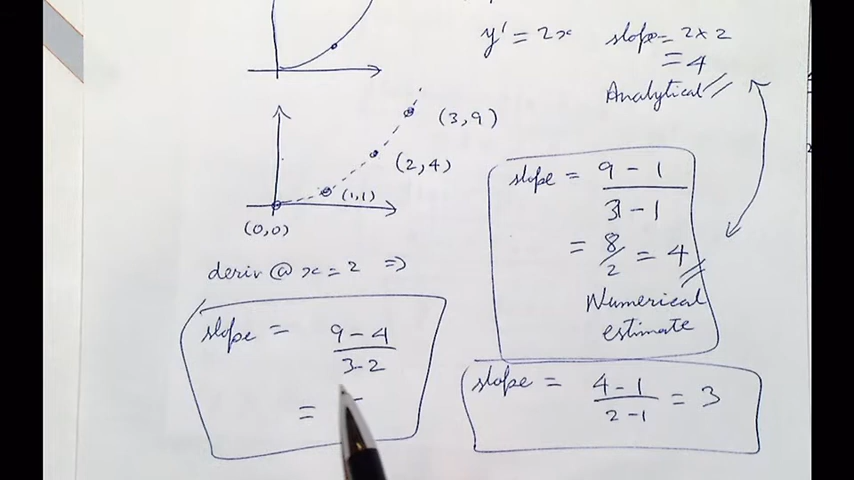 y' = 2x
slope = 2 x 2
= 4
Analytical
(3, 9)
(2, 4)
(1, 1)
(0, 0)
slope = 9 - 1
3 - 1
= 8/2 = 4
Numerical
estimate
deriv @ x = 2 ⇒
slope = 9 - 4
3 - 2
=
slope = 4 - 1
2 - 1
= 3